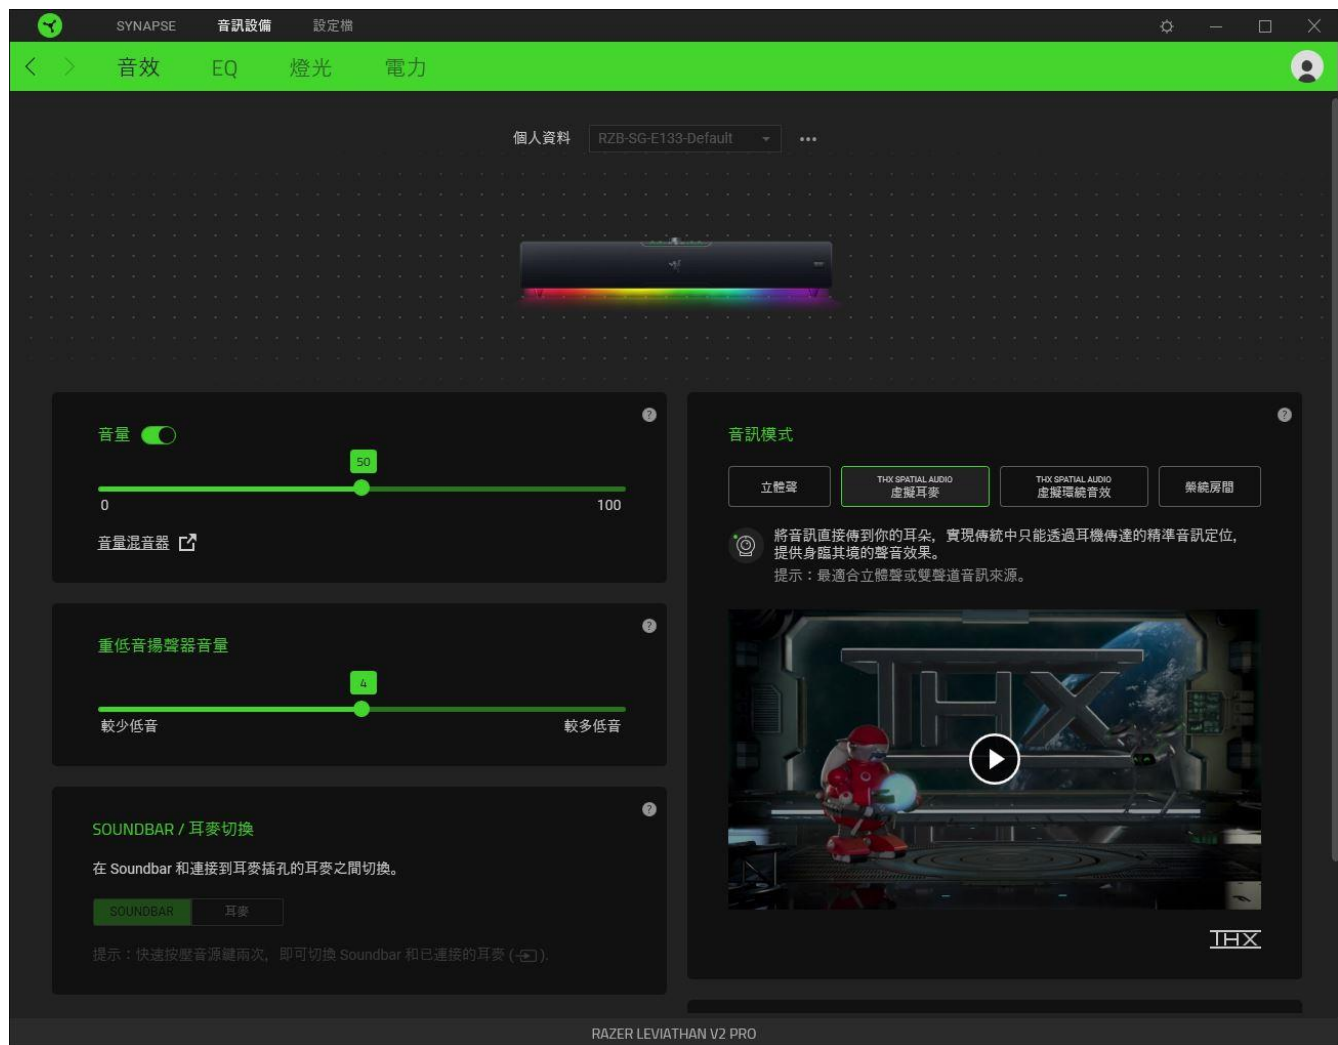 SYNAPSE 音訊設備 設定檔
音效 EQ 燈光 電力
個人資料 RZB-SG-E133-Default
音量
50
0 100
音量混音器
重低音揚聲器音量
4
較少低音 較多低音
SOUNDBAR / 耳麥切換
在 Soundbar 和連接到耳麥插孔的耳麥之間切換。
SOUNDBAR 耳麥
提示：快速按壓音源鍵兩次，即可切換 Soundbar 和已連接的耳麥 ( ).
音訊模式
立體聲
THX SPATIAL AUDIO
虛擬耳麥
THX SPATIAL AUDIO
虛擬環繞音效
縈繞房間
將音訊直接傳到你的耳朵，實現傳統中只能透過耳機傳達的精準音訊定位，
提供身臨其境的聲音效果。
提示：最適合立體聲或雙聲道音訊來源。
THX
THX
RAZER LEVIATHAN V2 PRO